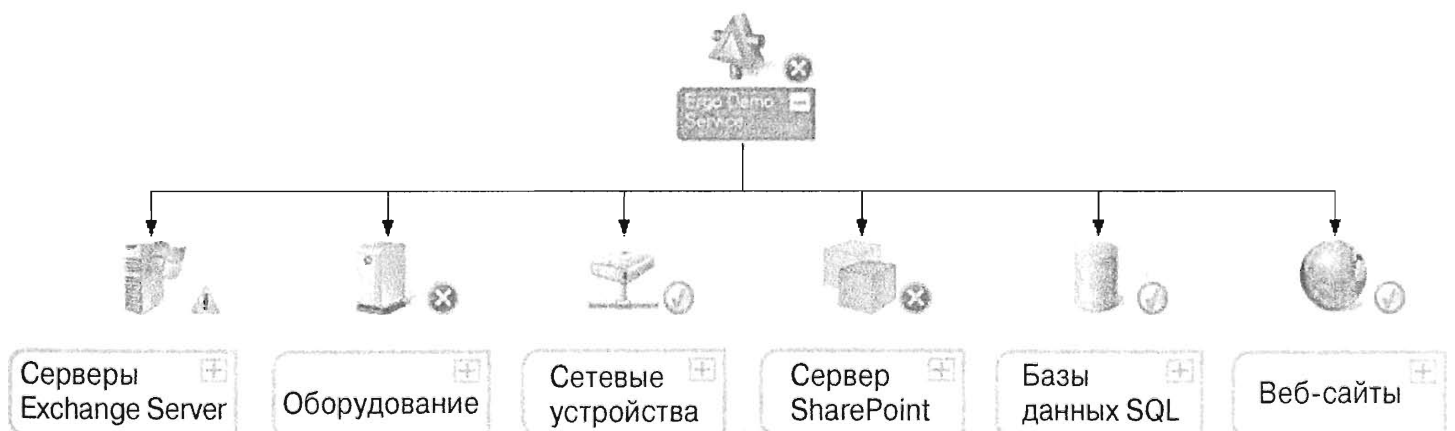 Ergo Demo
Service
Серверы
Exchange Server
Оборудование
Сетевые
устройства
Сервер
SharePoint
Базы
данных SQL
Веб-сайты